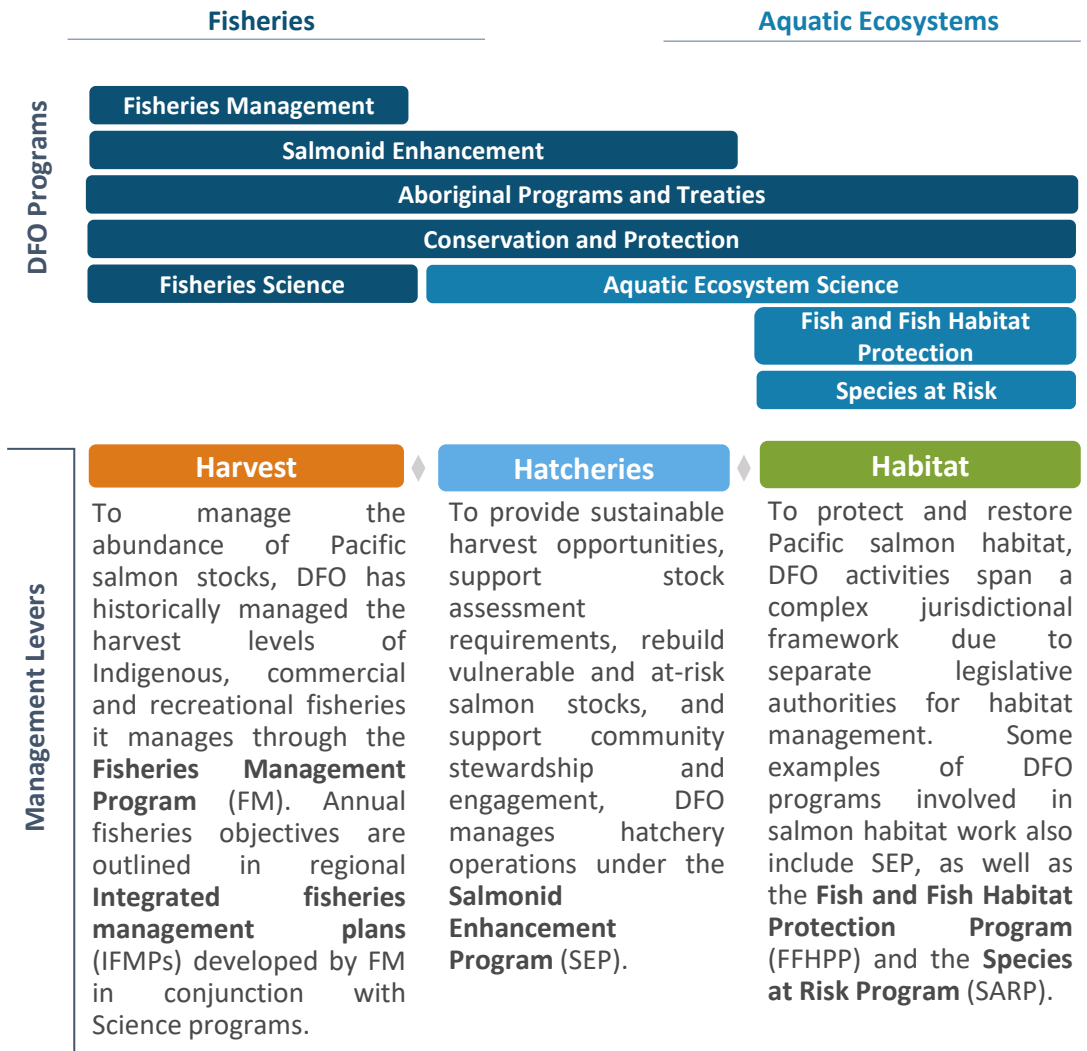 Fisheries
Aquatic Ecosystems
DFO Programs
Fisheries Management
Salmonid Enhancement
Aboriginal Programs and Treaties
Conservation and Protection
Fisheries Science
Aquatic Ecosystem Science
Fish and Fish Habitat
Protection
Species at Risk
Management Levers
Harvest
To manage the
abundance of Pacific
salmon stocks, DFO has
historically managed the
harvest levels of
Indigenous, commercial
and recreational fisheries
it manages through the
Fisheries Management
Program (FM). Annual
fisheries objectives are
outlined in regional
Integrated fisheries
management plans
(IFMPs) developed by FM
in conjunction with
Science programs.
Hatcheries
To provide sustainable
harvest opportunities,
support stock
assessment
requirements, rebuild
vulnerable and at-risk
salmon stocks, and
support community
stewardship and
engagement, DFO
manages hatchery
operations under the
Salmonid
Enhancement
Program (SEP).
Habitat
To protect and restore
Pacific salmon habitat,
DFO activities span a
complex jurisdictional
framework due to
separate legislative
authorities for habitat
management. Some
examples of DFO
programs involved in
salmon habitat work also
include SEP, as well as
the Fish and Fish Habitat
Protection Program
(FFHPP) and the Species
at Risk Program (SARP).